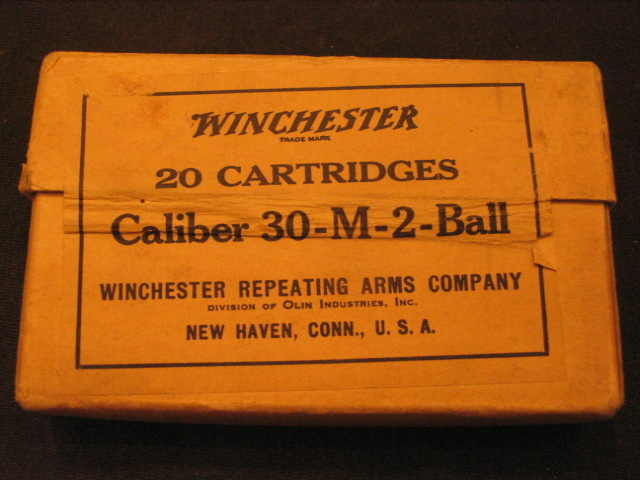 WINCHESTER
TRADE MARK
20 CARTRIDGES
Caliber 30-M-2-Ball
WINCHESTER REPEATING ARMS COMPANY
DIVISION OF OLIN INDUSTRIES, INC.
NEW HAVEN, CONN., U. S. A.